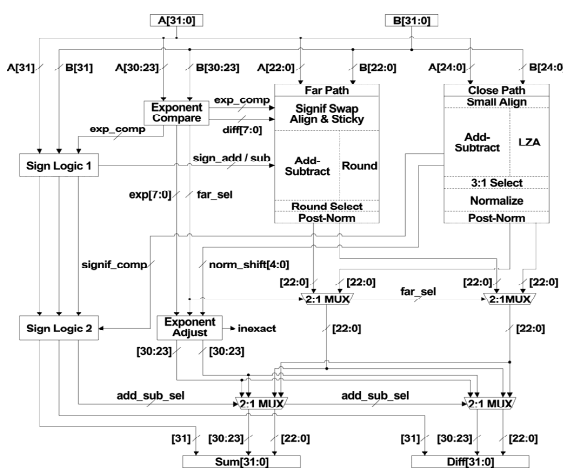 A[31:0] B[31:0]
A[31] B[31] A[30:23] B[30:23] A[22:0] B[22:0] A[24:0] B[24:0]
Far Path Close Path
Small Align
exp_comp
Exponent
Compare
Signif Swap
Align & Sticky
diff[7:0]
exp_comp
Add-
Subtract
Round
Add-
Subtract
LZA
Sign Logic 1
sign_add / sub
3:1 Select
exp[7:0] far_sel
Normalize
Round Select
Post-Norm Post-Norm
signif_comp norm_shift[4:0]
[22:0] [22:0] [22:0] [22:0]
2:1 MUX far_sel 2:1MUX
Sign Logic 2
Exponent
Adjust
inexact
[22:0] [22:0]
[30:23] [30:23]
add_sub_sel 2:1 MUX add_sub_sel 2:1 MUX
[31] [30:23] [22:0] [31] [30:23] [22:0]
Sum[31:0] Diff[31:0]